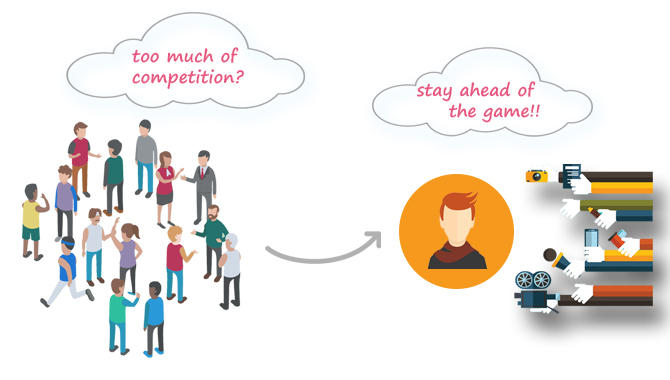 too much of
competition?
stay ahead of
the game!!